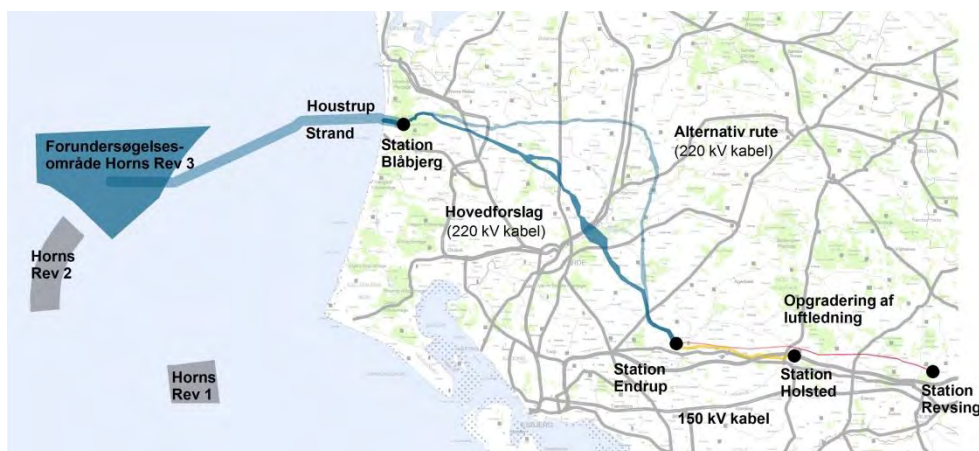 Houstrup
Strand
Forundersøgelses-
område Horns Rev 3
Station
Blåbjerg
Alternativ rute
(220 kV kabel)
Hovedforslag
(220 kV kabel)
Horns
Rev 2
Opgradering af
luftledning
Station
Endrup
Station
Holsted
Station
Revsing
Horns
Rev 1
150 kV kabel